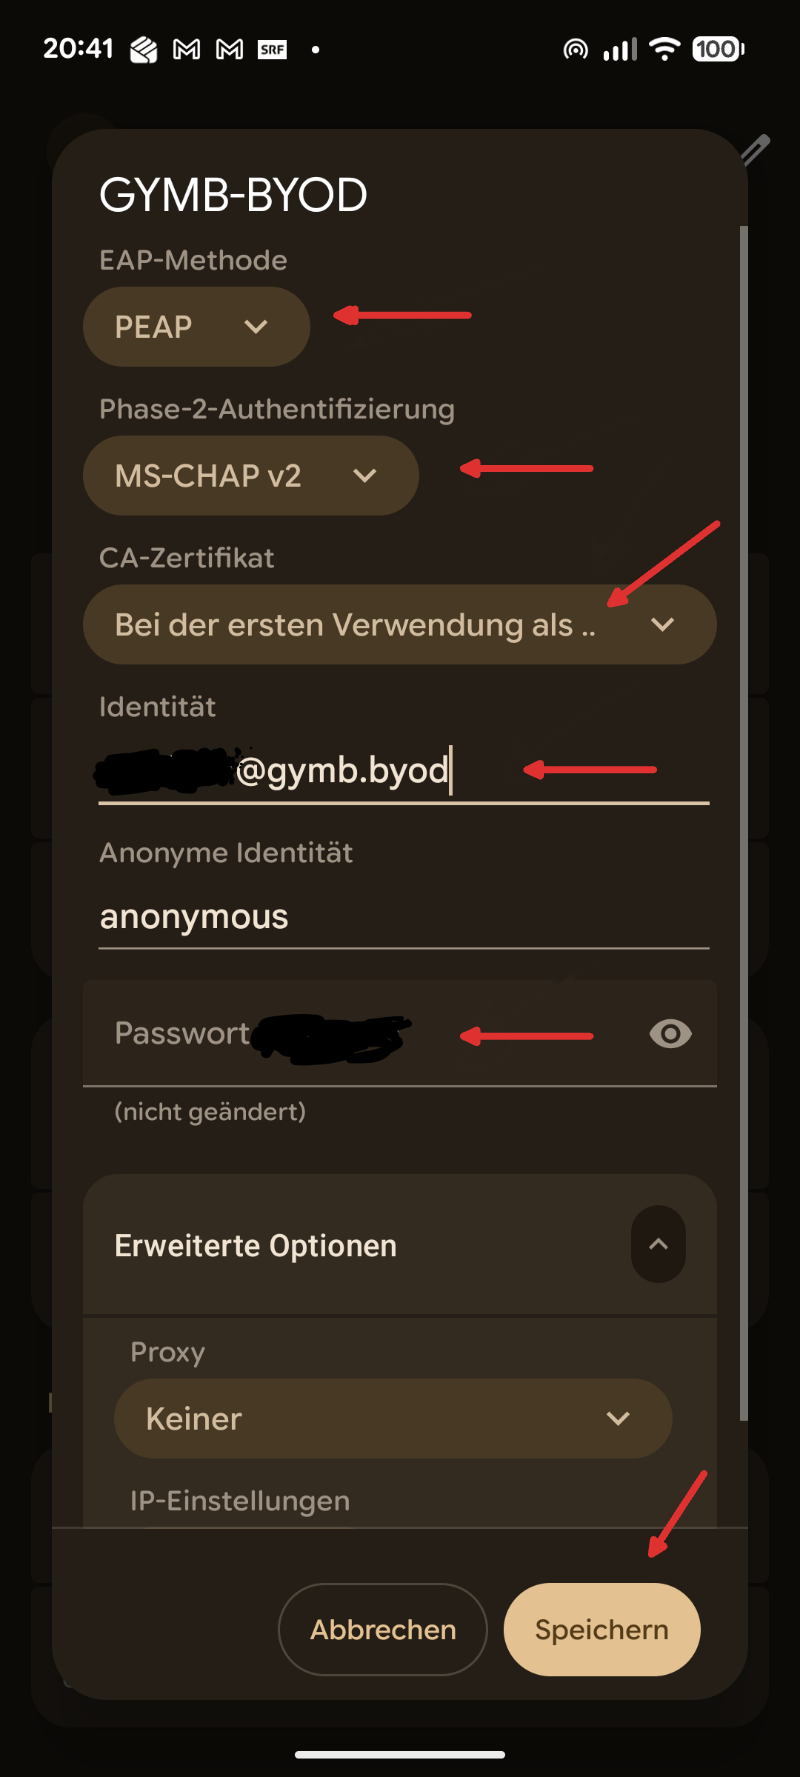 20:41
SRF
100
GYMB-BYOD
EAP-Methode
PEAP
Phase-2-Authentifizierung
MS-CHAP v2
CA-Zertifikat
Bei der ersten Verwendung als ..
Identität
@gymb.byod
Anonyme Identität
anonymous
Passwort
(nicht geändert)
Erweiterte Optionen
Proxy
Keiner
IP-Einstellungen
Abbrechen
Speichern